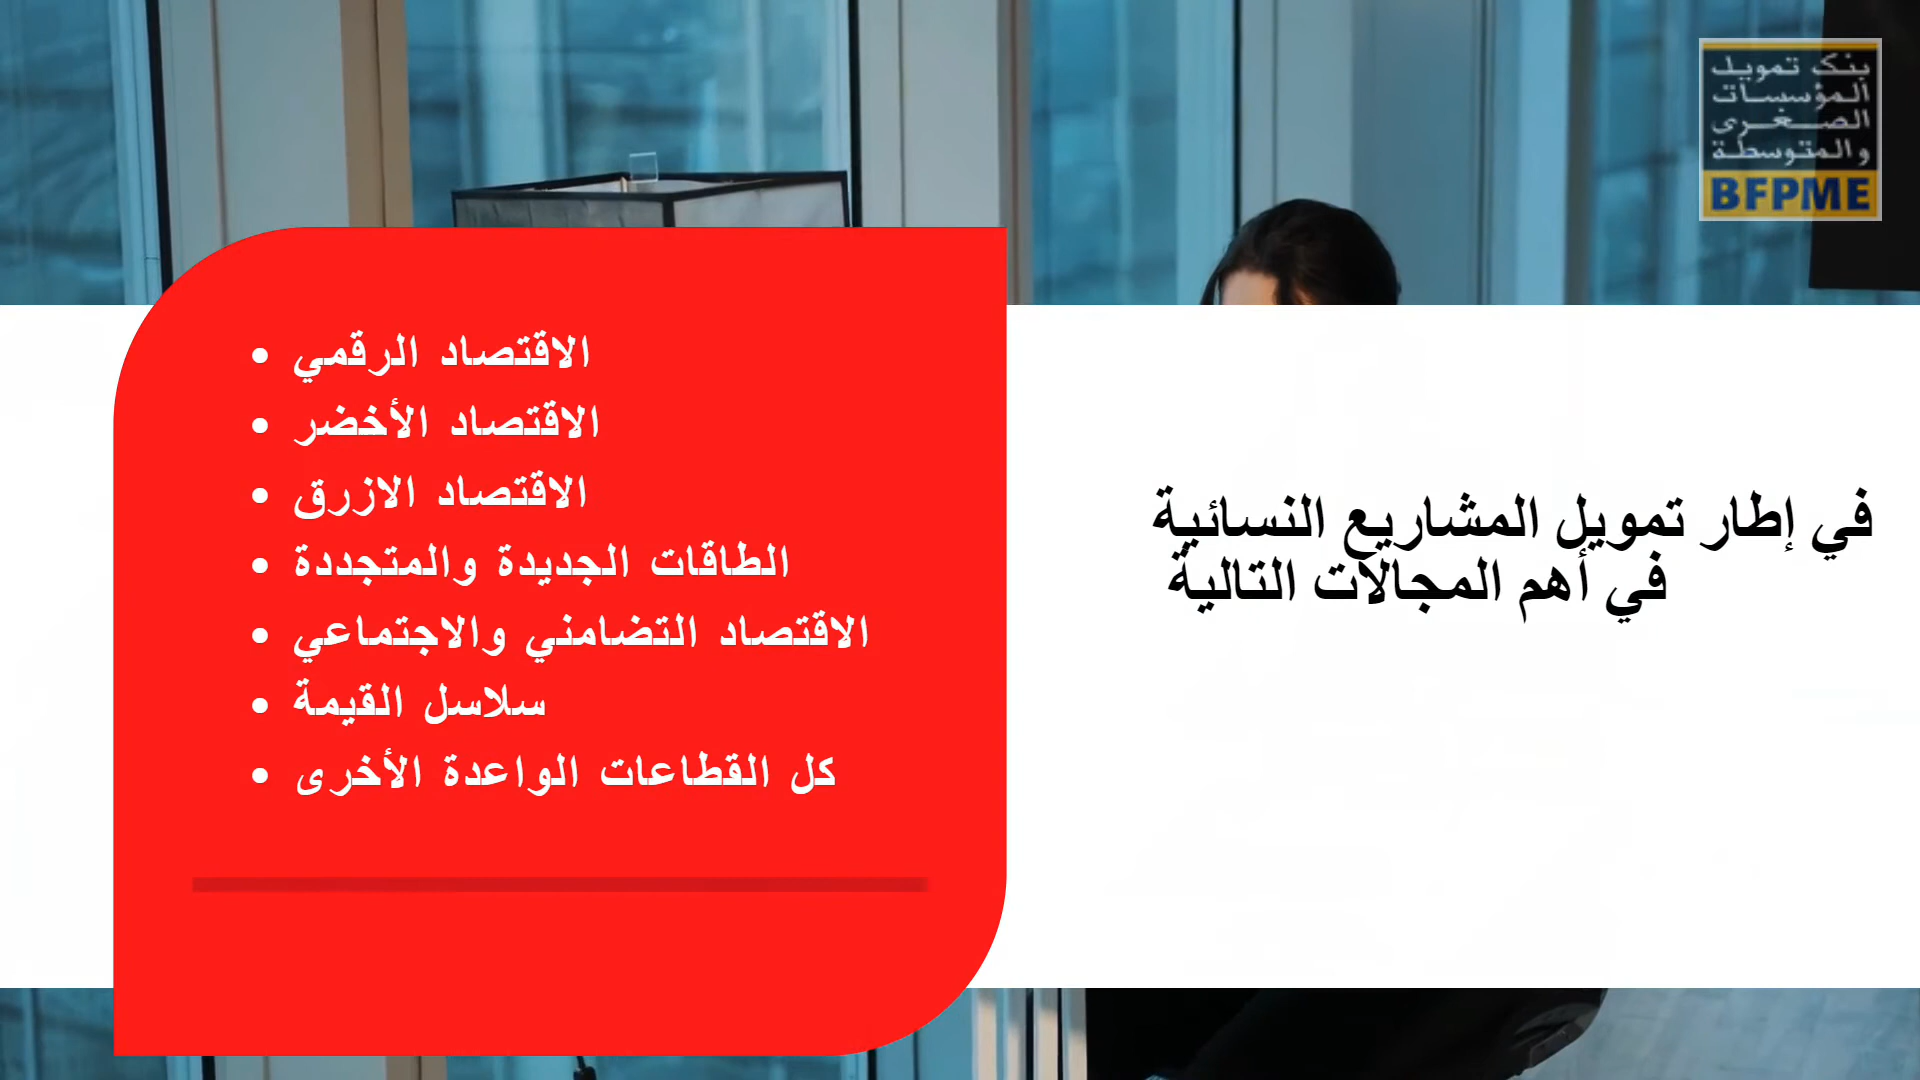 بنك تمويل
المؤسسات
الصغرى
والمتوسطة
BFPME
في إطار تمويل المشاريع النسائية
في أهم المجالات التالية
• الاقتصاد الرقمي
• الاقتصاد الأخضر
• الاقتصاد الازرق
• الطاقات الجديدة والمتجددة
• الاقتصاد التضامني والاجتماعي
• سلاسل القيمة
• كل القطاعات الواعدة الأخرى